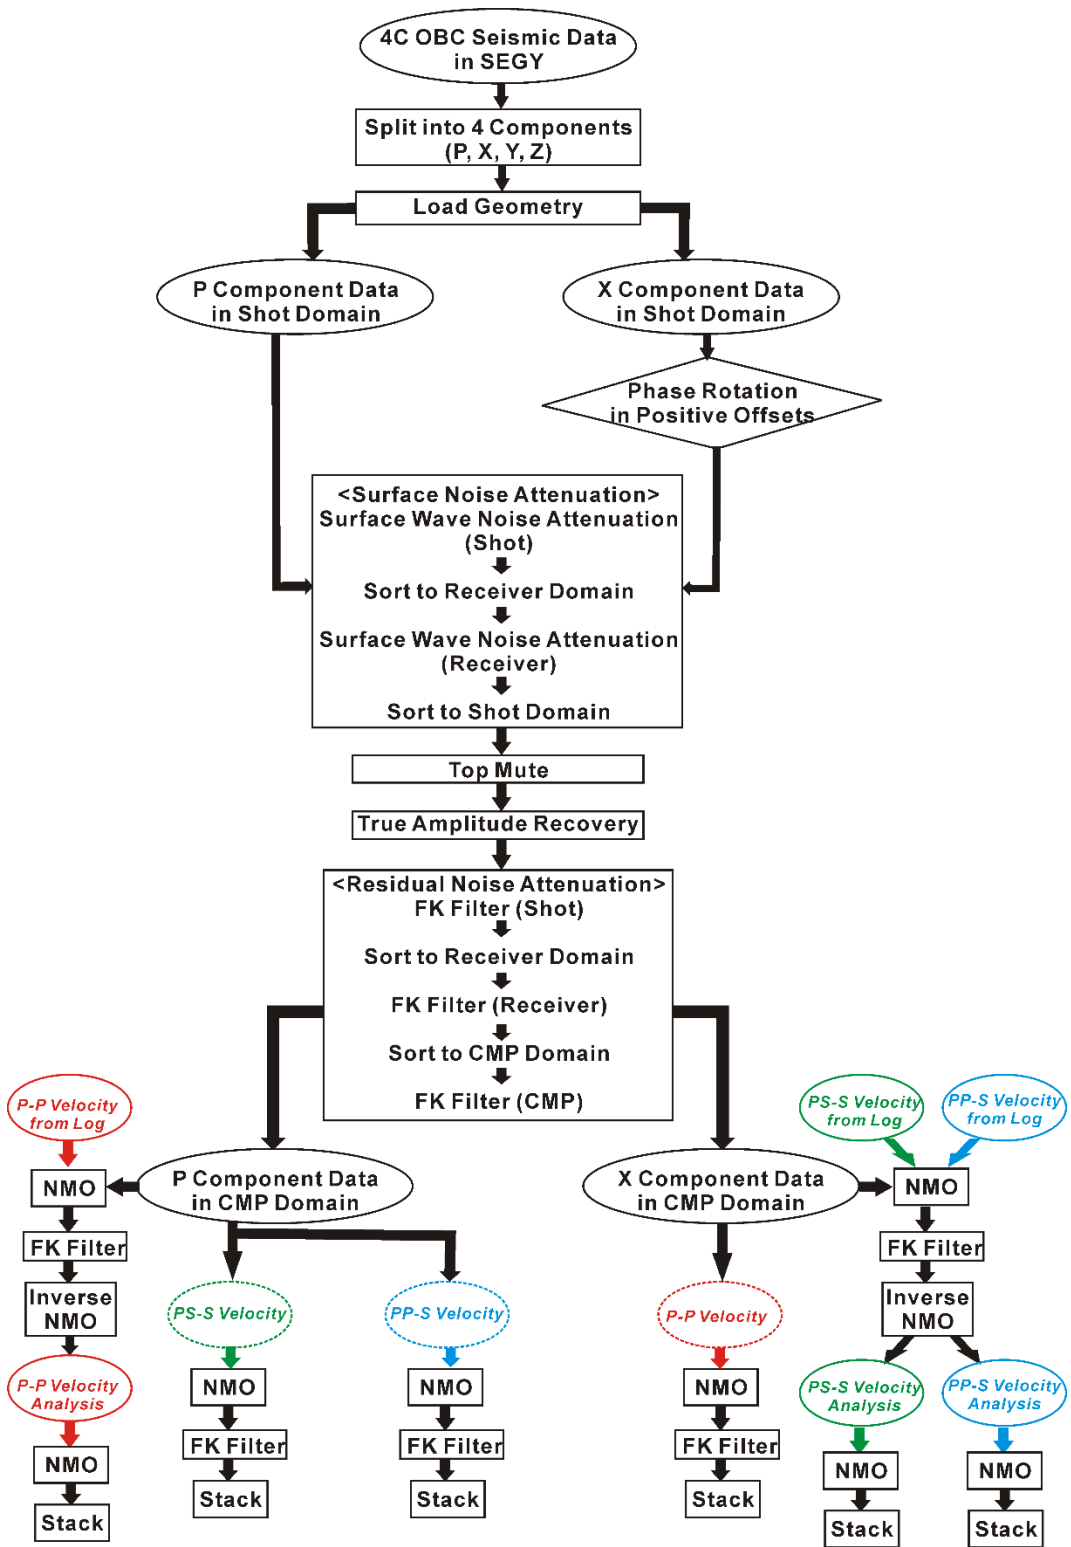 4C OBC Seismic Data
in SEGY
Split into 4 Components
(P, X, Y, Z)
Load Geometry
P Component Data
in Shot Domain
X Component Data
in Shot Domain
Phase Rotation
in Positive Offsets
<Surface Noise Attenuation>
Surface Wave Noise Attenuation
(Shot)
Sort to Receiver Domain
Surface Wave Noise Attenuation
(Receiver)
Sort to Shot Domain
Top Mute
True Amplitude Recovery
<Residual Noise Attenuation>
FK Filter (Shot)
Sort to Receiver Domain
FK Filter (Receiver)
Sort to CMP Domain
FK Filter (CMP)
P-P Velocity
from Log
NMO
FK Filter
Inverse
NMO
P-P Velocity
Analysis
NMO
Stack
P Component Data
in CMP Domain
PS-S Velocity
NMO
FK Filter
Stack
PP-S Velocity
NMO
FK Filter
Stack
X Component Data
in CMP Domain
P-P Velocity
NMO
FK Filter
Stack
PS-S Velocity
from Log
PP-S Velocity
from Log
NMO
FK Filter
Inverse
NMO
PS-S Velocity
Analysis
NMO
Stack
PP-S Velocity
Analysis
NMO
Stack